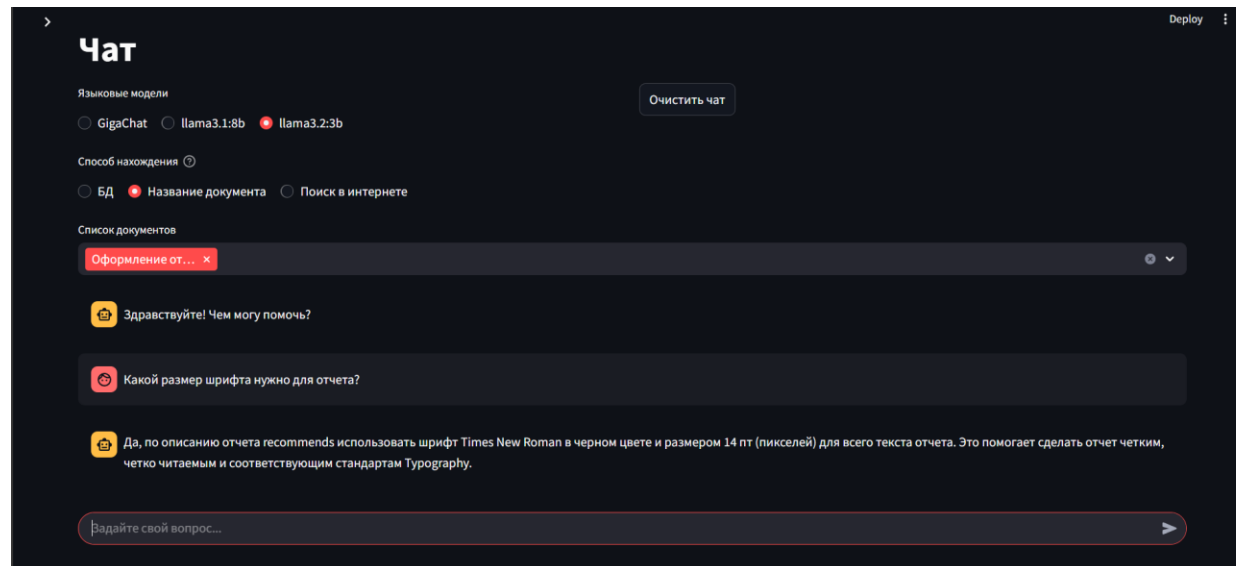 Deploy
Чат
Языковые модели
Очистить чат
GigaChat llama3.1:8b llama3.2:3b
Способ нахождения
БД Название документа Поиск в интернете
Список документов
Оформление от...
Здравствуйте! Чем могу помочь?
Какой размер шрифта нужно для отчета?
Да, по описанию отчета recommends использовать шрифт Times New Roman в черном цвете и размером 14 пт (пикселей) для всего текста отчета. Это помогает сделать отчет четким,
четко читаемым и соответствующим стандартам Typography.
Задайте свой вопрос...